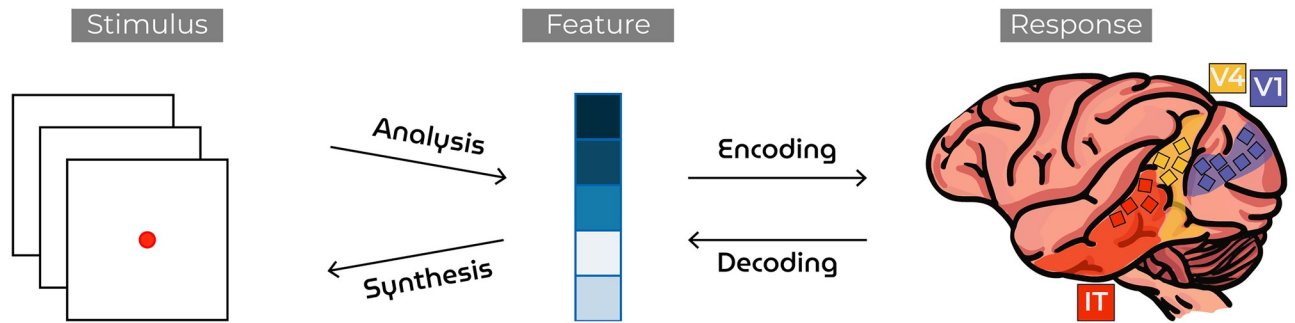 Stimulus
Feature
Response
V4
V1
Analysis
Encoding
Synthesis
Decoding
IT